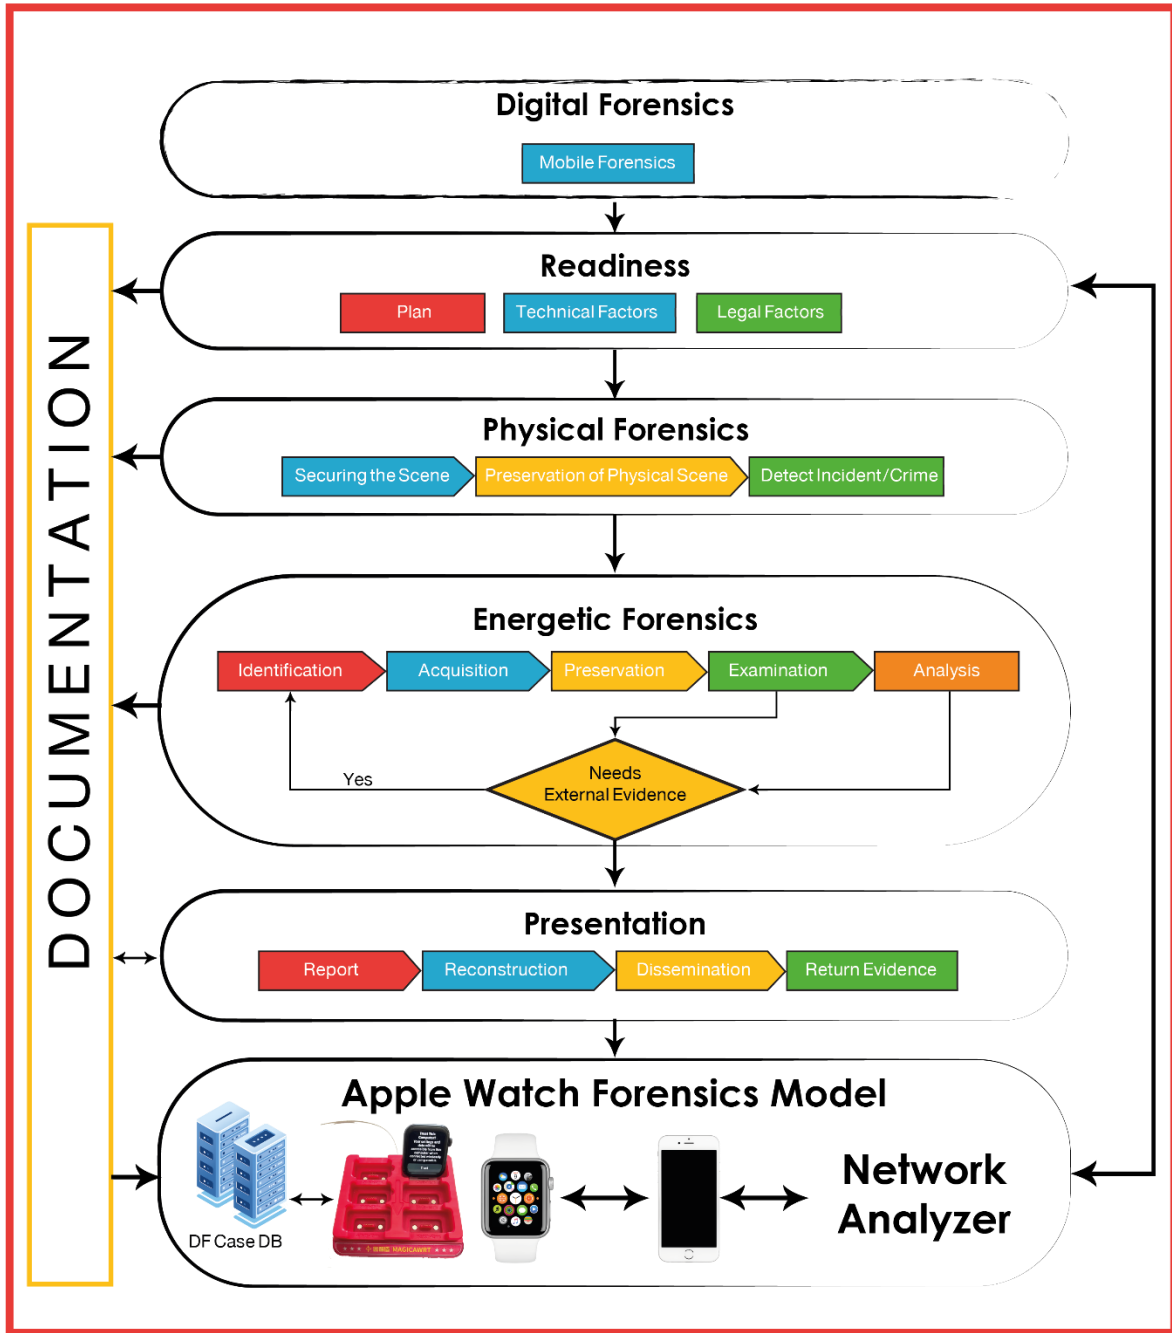 Digital Forensics
Mobile Forensics
Readiness
Plan
Technical Factors
Legal Factors
Physical Forensics
Securing the Scene
Preservation of Physical Scene
Detect Incident/Crime
Energetic Forensics
Identification
Acquisition
Preservation
Examination
Analysis
Needs
External Evidence
Yes
Presentation
Report
Reconstruction
Dissemination
Return Evidence
DOCUMENTATION
Apple Watch Forensics Model
DF Case DB
MAGICAWRT
Network
Analyzer